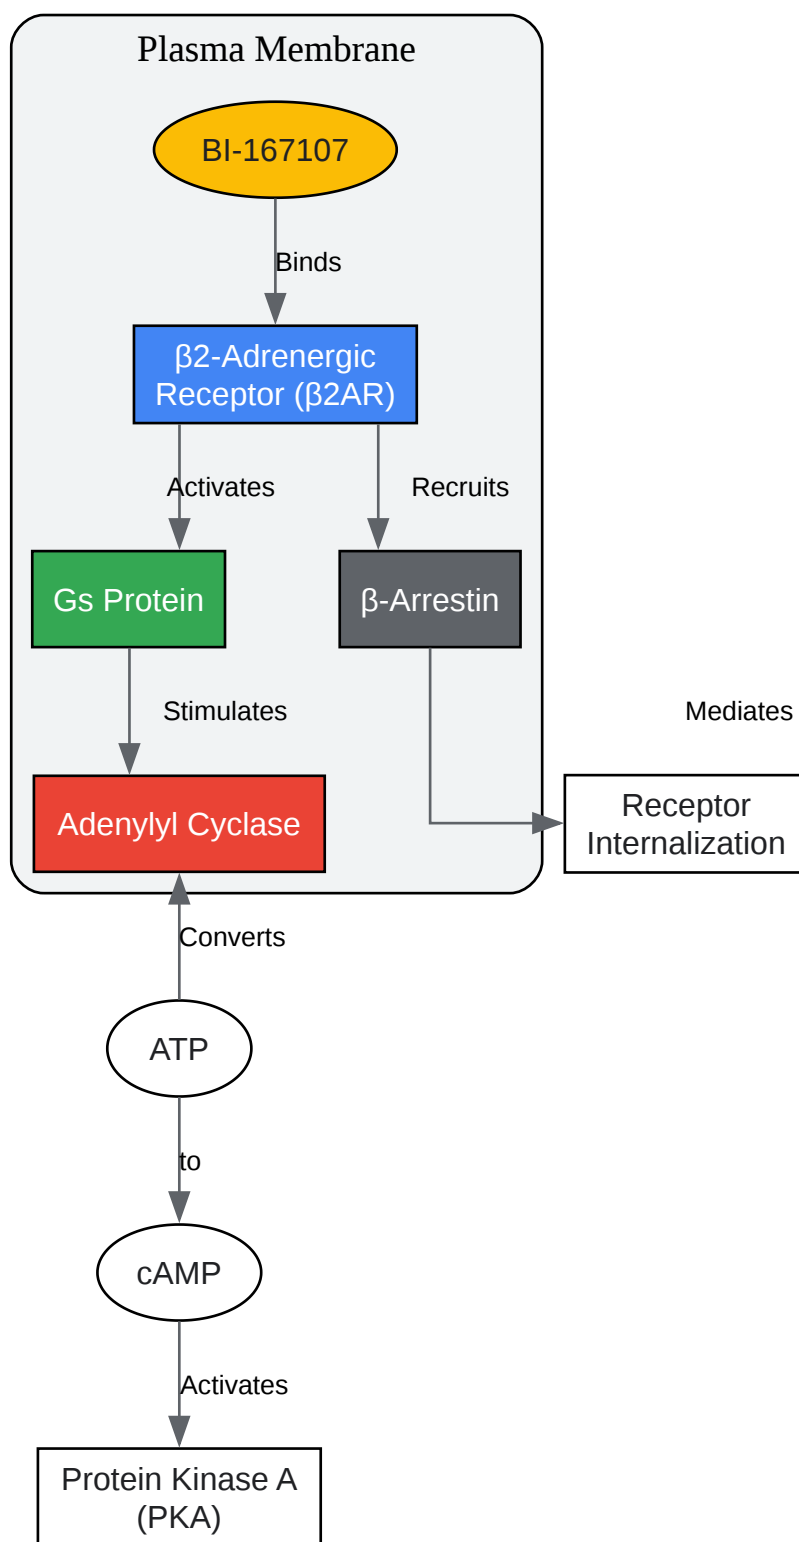 Plasma Membrane
BI-167107
Binds
β2-Adrenergic
Receptor (β2AR)
Activates
Recruits
Gs Protein
β-Arrestin
Stimulates
Mediates
Adenylyl Cyclase
Receptor
Internalization
Converts
ATP
to
cAMP
Activates
Protein Kinase A
(PKA)